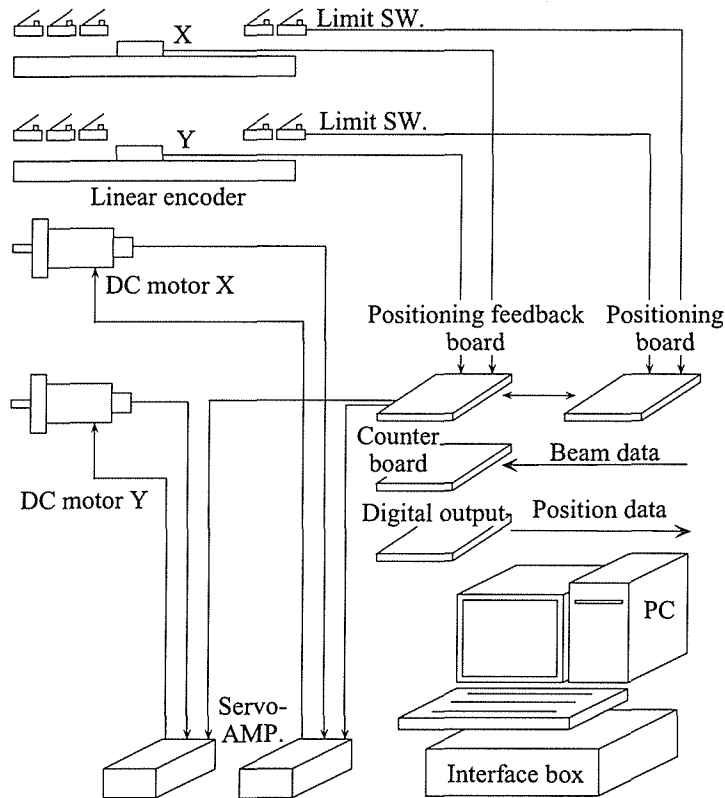 X
Limit SW.
Y
Limit SW.
Linear encoder
DC motor X
Positioning feedback
board
Positioning
board
DC motor Y
Counter
board
Beam data
Digital output
Position data
PC
Servo-
AMP.
Interface box